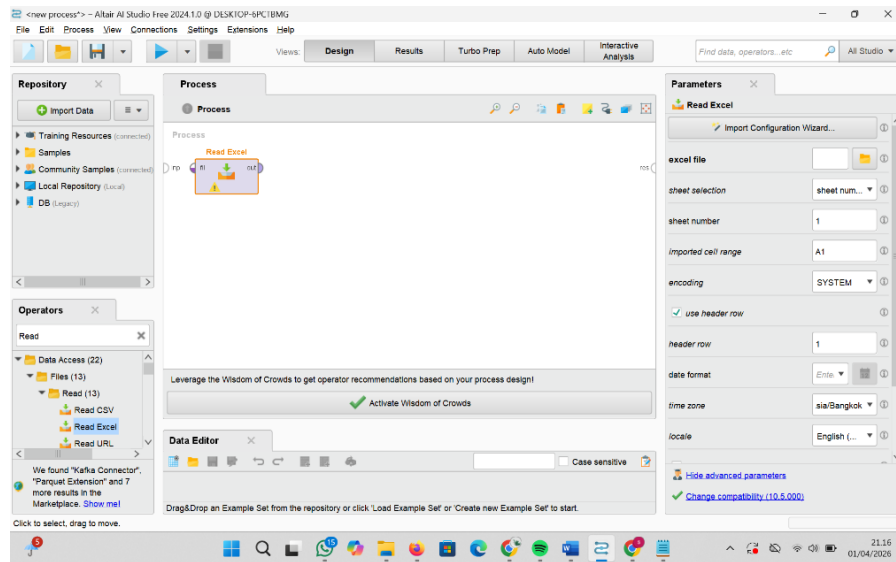 <new process*> – Altair AI Studio Free 2024.1.0 @ DESKTOP-6PCTBMG
File Edit Process View Connections Settings Extensions Help
Views: Design Results Turbo Prep Auto Model Interactive Analysis
Find data, operators...etc
All Studio
Repository
Import Data
Training Resources (connected)
Samples
Community Samples (connected)
Local Repository (Local)
DB (Legacy)
Operators
Read
Data Access (22)
Files (13)
Read (13)
Read CSV
Read Excel
Read URL
We found "Kafka Connector",
"Parquet Extension" and 7
more results in the
Marketplace. Show me!
Click to select, drag to move.
Process
Process
Process
Read Excel
inp
fil
out
res
Leverage the Wisdom of Crowds to get operator recommendations based on your process design!
Activate Wisdom of Crowds
Data Editor
Case sensitive
Drag&Drop an Example Set from the repository or click 'Load Example Set' or 'Create new Example Set' to start.
Parameters
Read Excel
Import Configuration Wizard...
excel file
sheet selection sheet num...
sheet number 1
imported cell range A1
encoding SYSTEM
use header row
header row 1
date format Ente.
time zone sia/Bangkok
locale English (...
Hide advanced parameters
Change compatibility (10.5.000)
21.16
01/04/2026